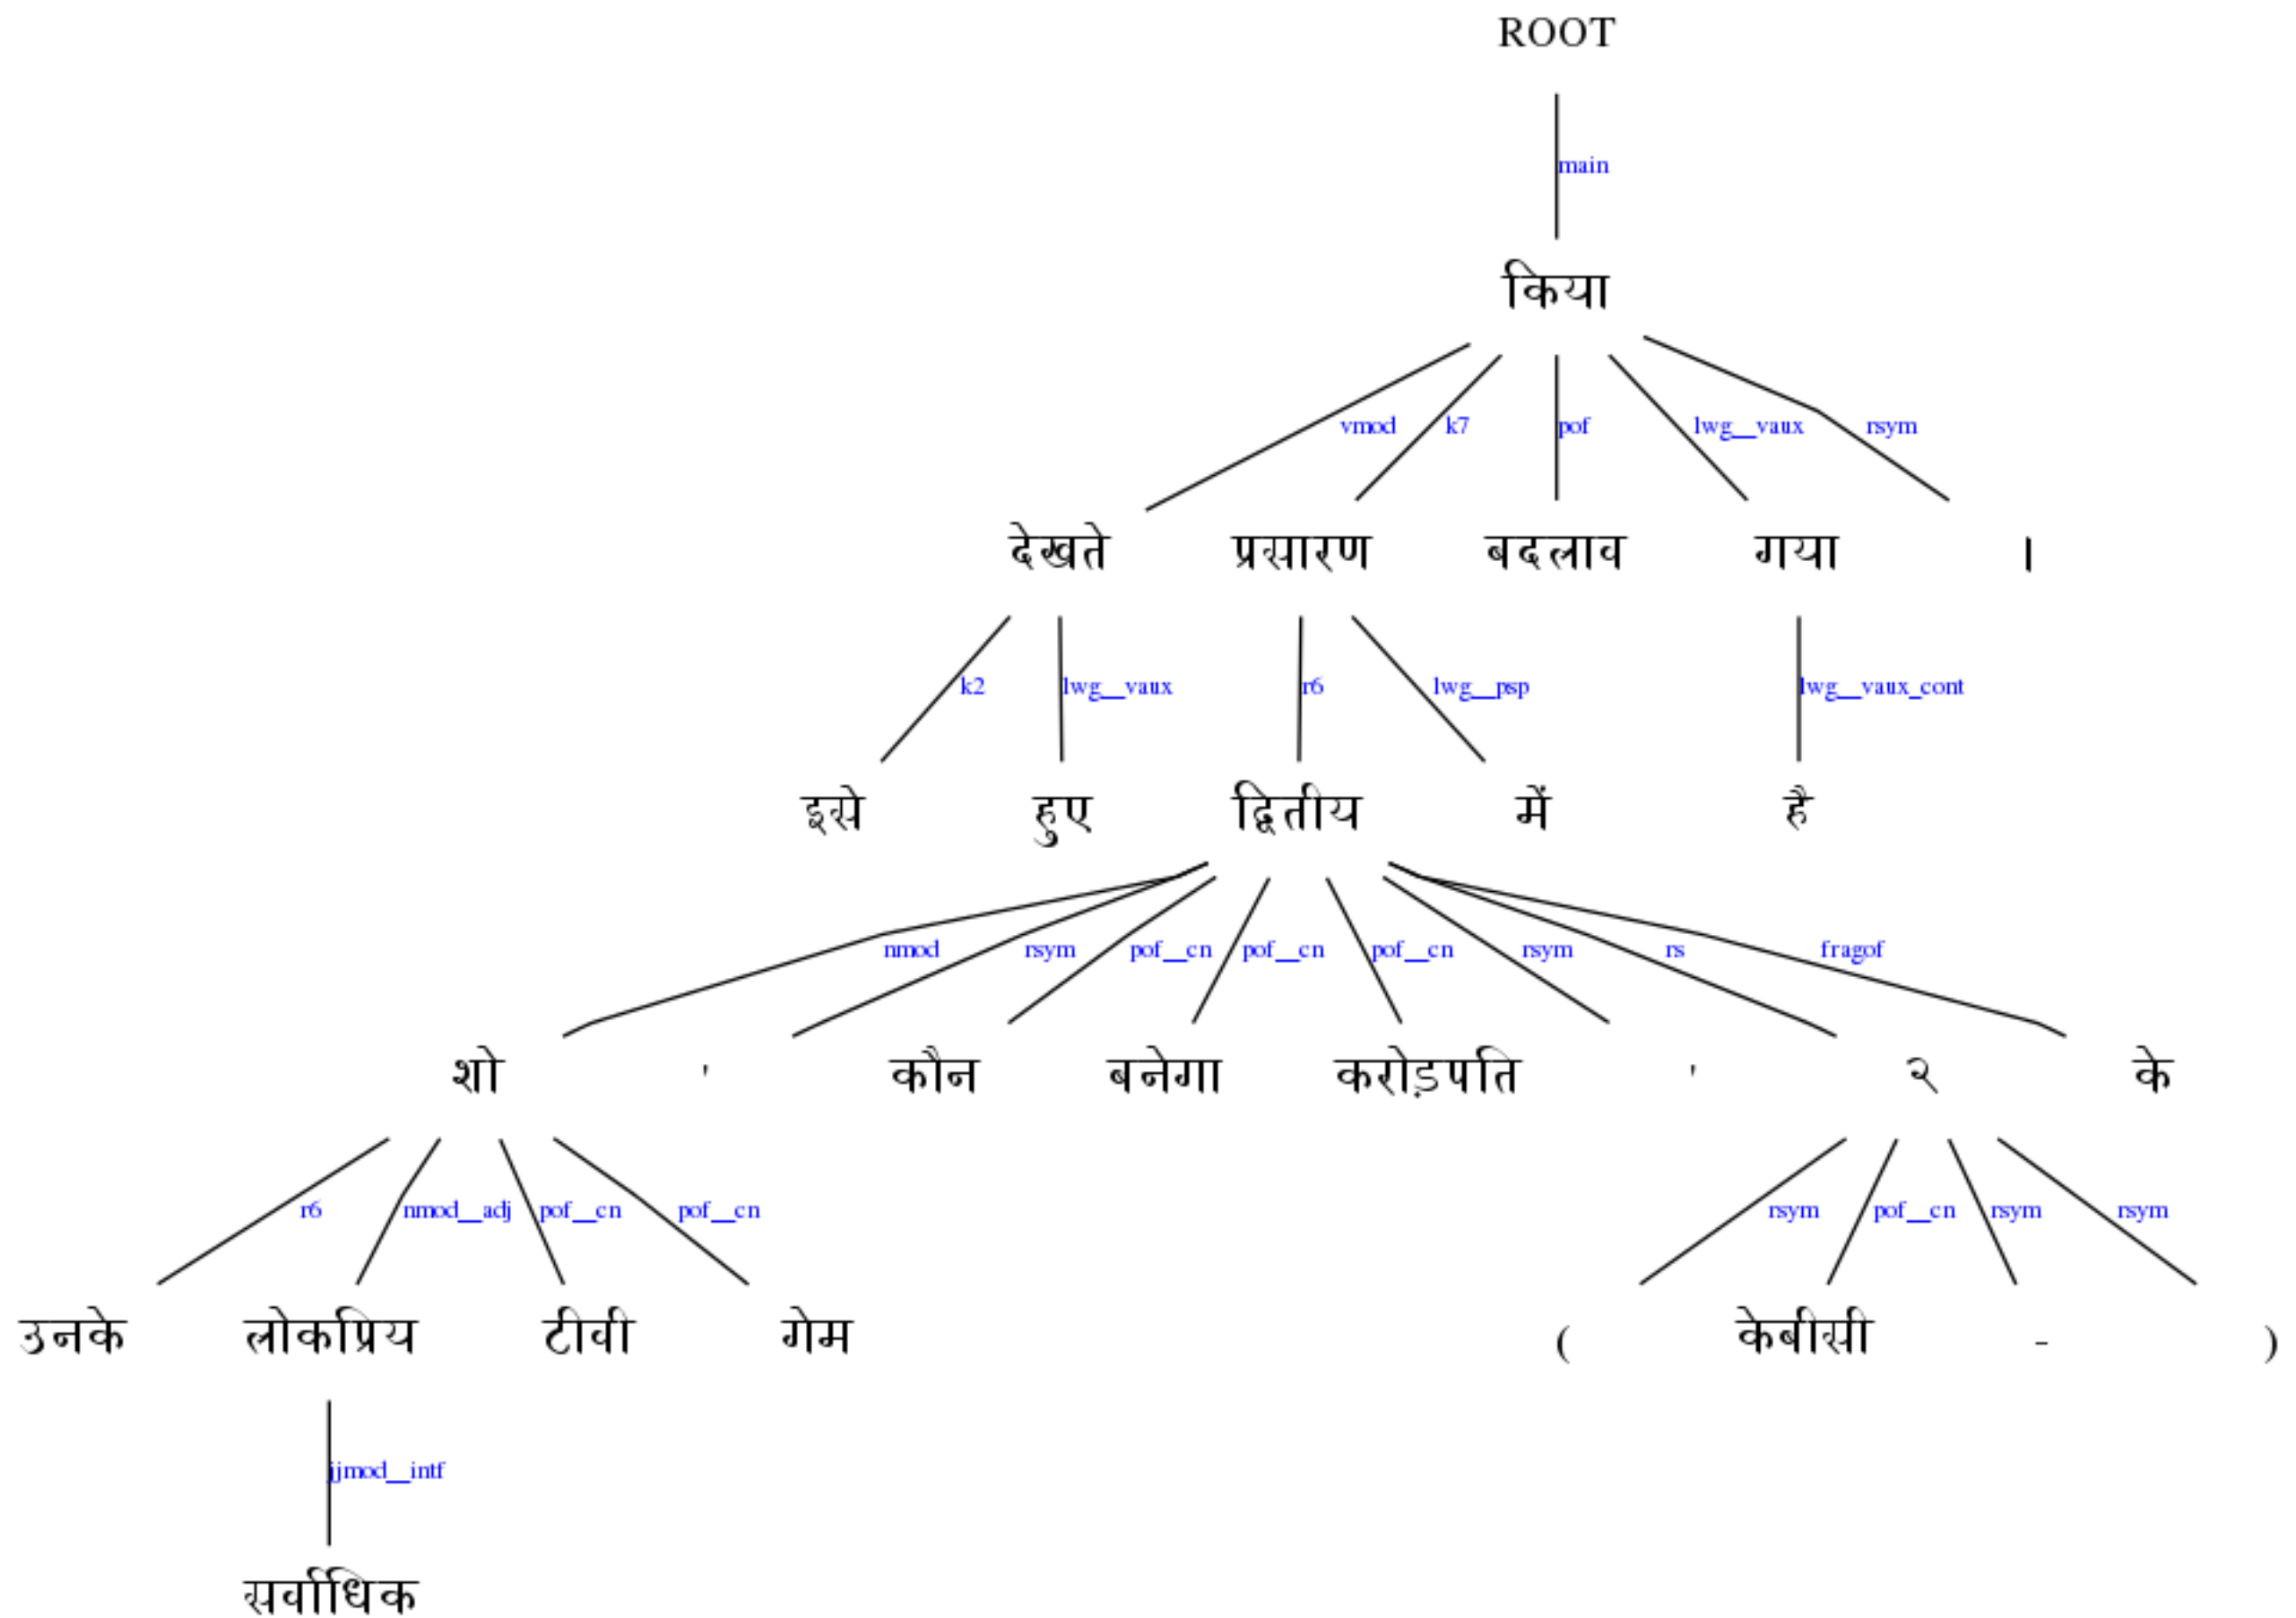 ROOT
main
किया
vmod k7 pof lwg__vaux rsym
देखते प्रसारण बदलाव गया ।
k2 lwg__vaux r6 lwg__psp lwg__vaux_cont
इसे हुए द्वितीय में है
nmod rsym pof__cn pof__cn pof__cn rsym rs fragof
शो ' कौन बनेगा करोड़पति ' २ के
r6 nmod__adj pof__cn pof__cn rsym pof__cn rsym rsym
उनके लोकप्रिय टीवी गेम ( केबीसी - )
jjmod__intf
सर्वाधिक